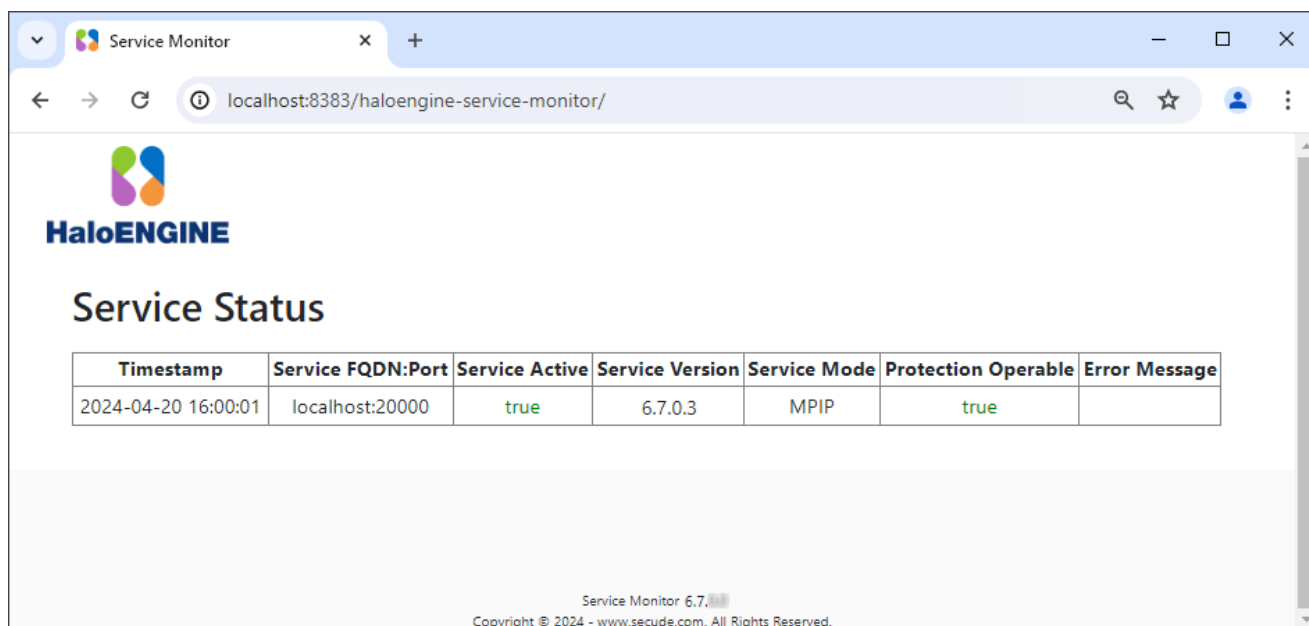 Service Monitor
localhost:8383/haloengine-service-monitor/
HaloENGINE
Service Status
Timestamp Service FQDN:Port Service Active Service Version Service Mode Protection Operable Error Message
2024-04-20 16:00:01 localhost:20000 true 6.7.0.3 MPIP true
Service Monitor 6.7.
Copyright © 2024 - www.secude.com. All Rights Reserved.